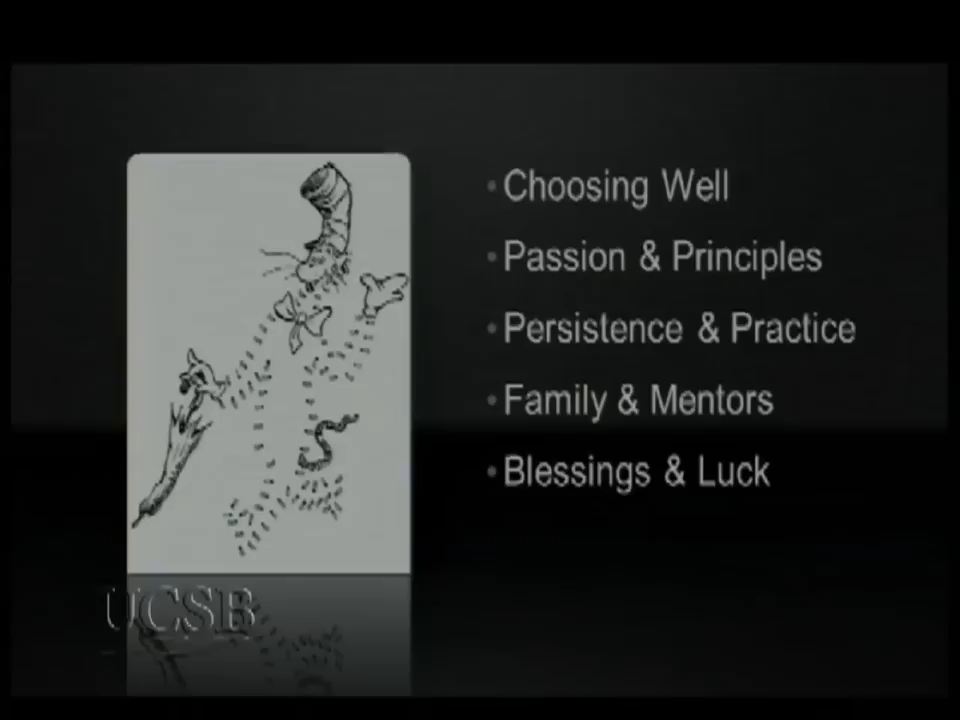 • Choosing Well
• Passion & Principles
• Persistence & Practice
• Family & Mentors
• Blessings & Luck
UCSB